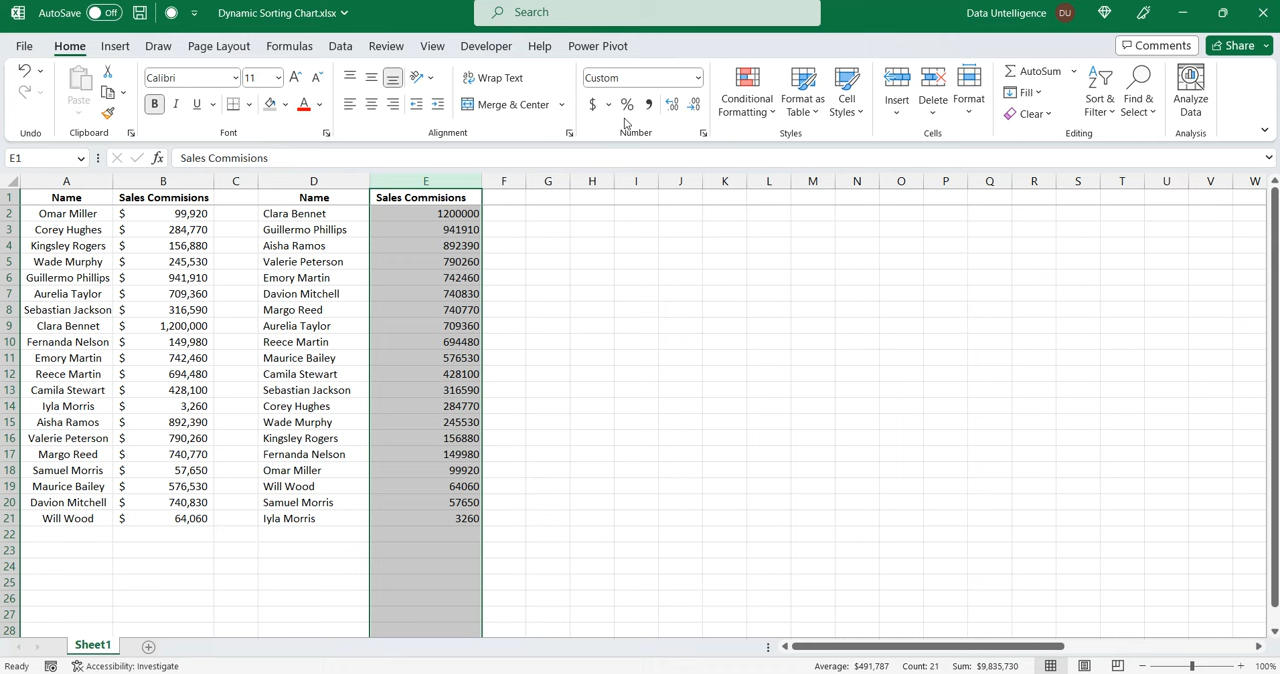 AutoSave Off Dynamic Sorting Chart.xlsx Search Data Untelligence DU
File Home Insert Draw Page Layout Formulas Data Review View Developer Help Power Pivot Comments Share
Calibri 11 Wrap Text Custom AutoSum
Paste Conditional Formatting Format as Table Cell Styles Insert Delete Format Fill Sort & Filter Find & Select Analyze Data
B I U A Merge & Center $ % Clear
Undo Clipboard Font Alignment Number Styles Cells Editing Analysis
E1 fx Sales Commisions
A B C D E F G H I J K L M N O P Q R S T U V W
1 Name Sales Commisions Name Sales Commisions
2 Omar Miller $ 99,920 Clara Bennet 1200000
3 Corey Hughes $ 284,770 Guillermo Phillips 941910
4 Kingsley Rogers $ 156,880 Aisha Ramos 892390
5 Wade Murphy $ 245,530 Valerie Peterson 790260
6 Guillermo Phillips $ 941,910 Emory Martin 742460
7 Aurelia Taylor $ 709,360 Davion Mitchell 740830
8 Sebastian Jackson $ 316,590 Margo Reed 740770
9 Clara Bennet $ 1,200,000 Aurelia Taylor 709360
10 Fernanda Nelson $ 149,980 Reece Martin 694480
11 Emory Martin $ 742,460 Maurice Bailey 576530
12 Reece Martin $ 694,480 Camila Stewart 428100
13 Camila Stewart $ 428,100 Sebastian Jackson 316590
14 Iyla Morris $ 3,260 Corey Hughes 284770
15 Aisha Ramos $ 892,390 Wade Murphy 245530
16 Valerie Peterson $ 790,260 Kingsley Rogers 156880
17 Margo Reed $ 740,770 Fernanda Nelson 149980
18 Samuel Morris $ 57,650 Omar Miller 99920
19 Maurice Bailey $ 576,530 Will Wood 64060
20 Davion Mitchell $ 740,830 Samuel Morris 57650
21 Will Wood $ 64,060 Iyla Morris 3260
22
23
24
25
26
27
28
Sheet1
Ready Accessibility: Investigate Average: $491,787 Count: 21 Sum: $9,835,730 100%